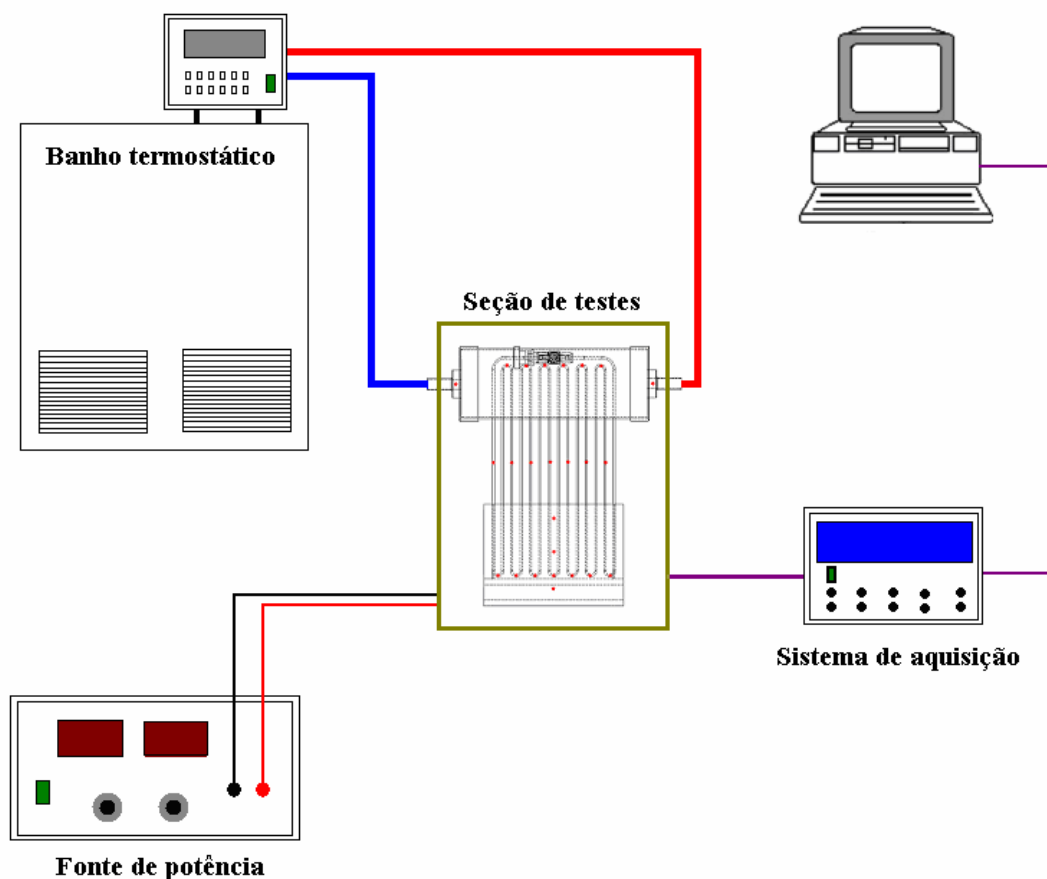 Banho termostático
Seção de testes
Sistema de aquisição
Fonte de potência